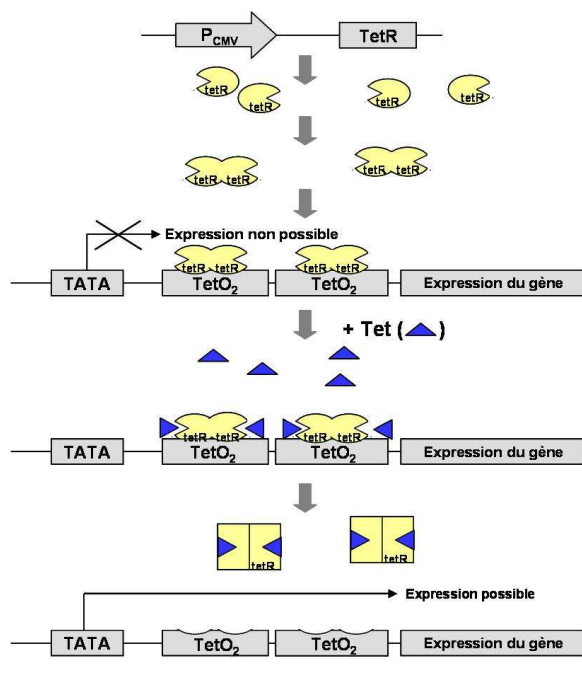 P_CMV TetR
tetR tetR tetR tetR
tetR tetR tetR tetR
Expression non possible
tetR tetR tetR tetR
TATA TetO₂ TetO₂ Expression du gène
+ Tet ( )
tetR tetR tetR tetR
TATA TetO₂ TetO₂ Expression du gène
tetR tetR
Expression possible
TATA TetO₂ TetO₂ Expression du gène